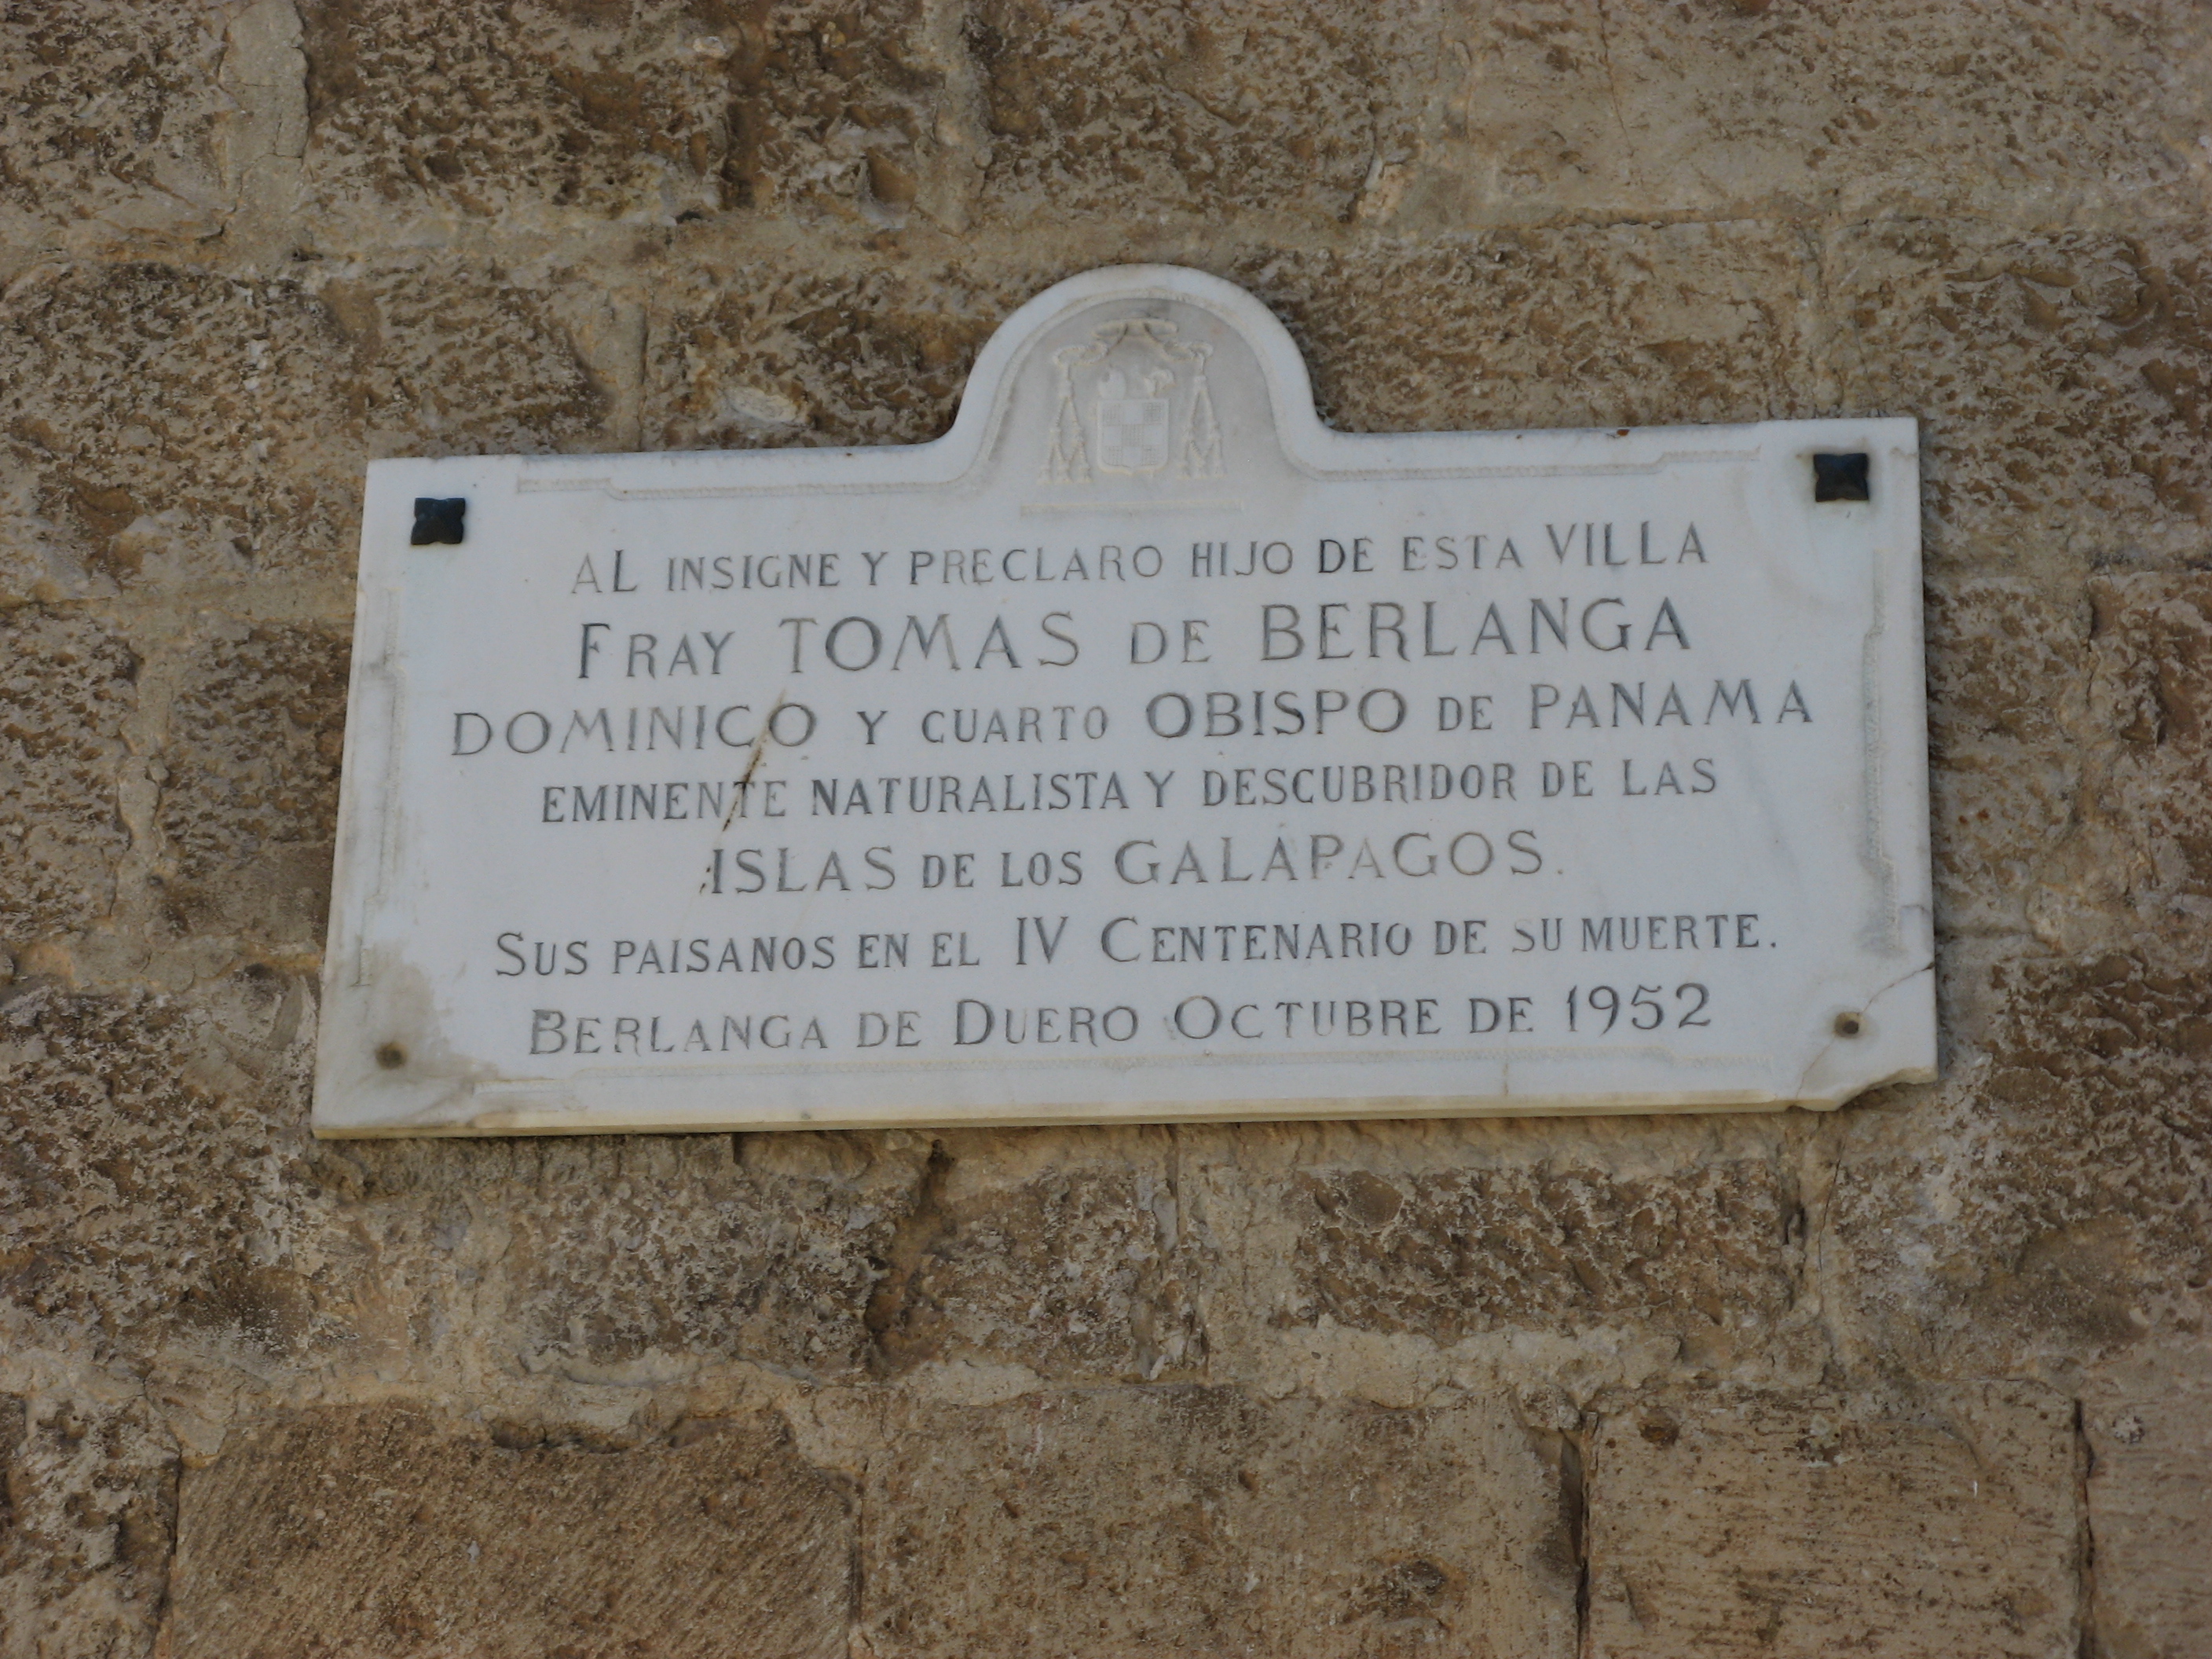 AL INSIGNE Y PRECLARO HIJO DE ESTA VILLA
FRAY TOMAS DE BERLANGA
DOMINICO Y CUARTO OBISPO DE PANAMA
EMINENTE NATURALISTA Y DESCUBRIDOR DE LAS
ISLAS DE LOS GALÁPAGOS.
SUS PAISANOS EN EL IV CENTENARIO DE SU MUERTE.
BERLANGA DE DUERO OCTUBRE DE 1952